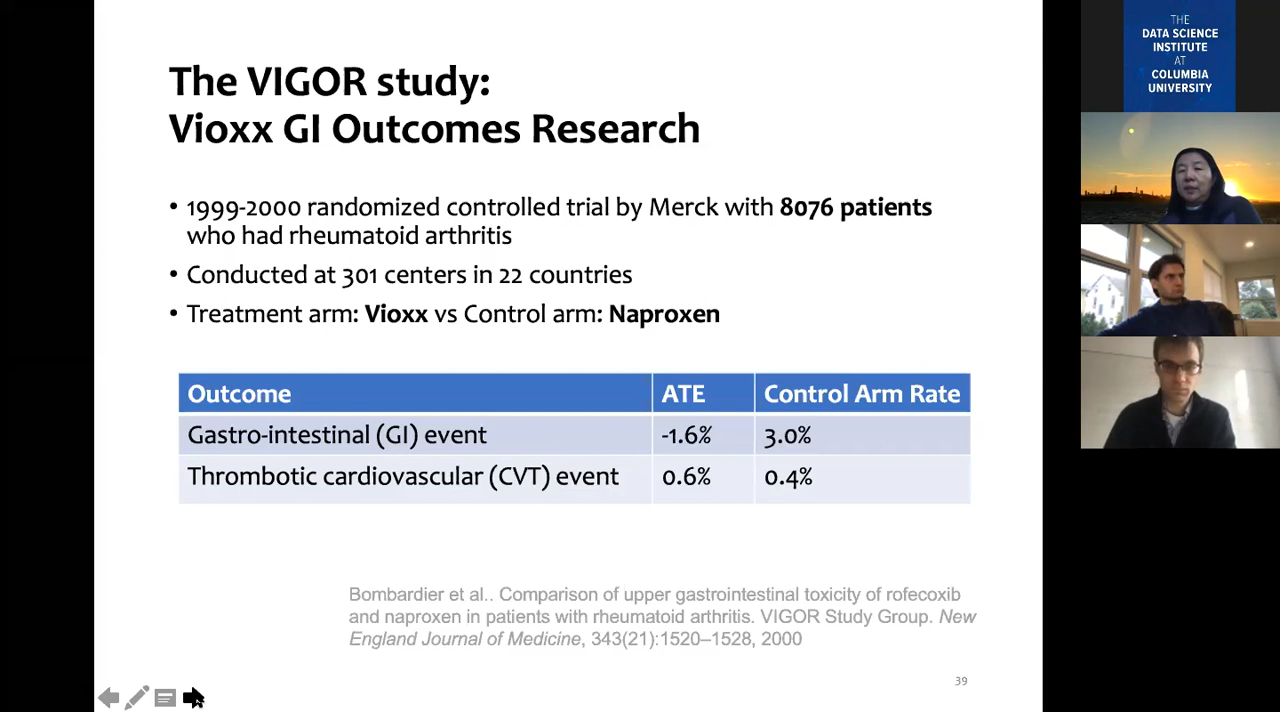 The VIGOR study:
Vioxx GI Outcomes Research
• 1999-2000 randomized controlled trial by Merck with 8076 patients
who had rheumatoid arthritis
• Conducted at 301 centers in 22 countries
• Treatment arm: Vioxx vs Control arm: Naproxen
Outcome ATE Control Arm Rate
Gastro-intestinal (GI) event -1.6% 3.0%
Thrombotic cardiovascular (CVT) event 0.6% 0.4%
Bombardier et al.. Comparison of upper gastrointestinal toxicity of rofecoxib
and naproxen in patients with rheumatoid arthritis. VIGOR Study Group. New
England Journal of Medicine, 343(21):1520–1528, 2000
39
THE
DATA SCIENCE
INSTITUTE
AT
COLUMBIA
UNIVERSITY